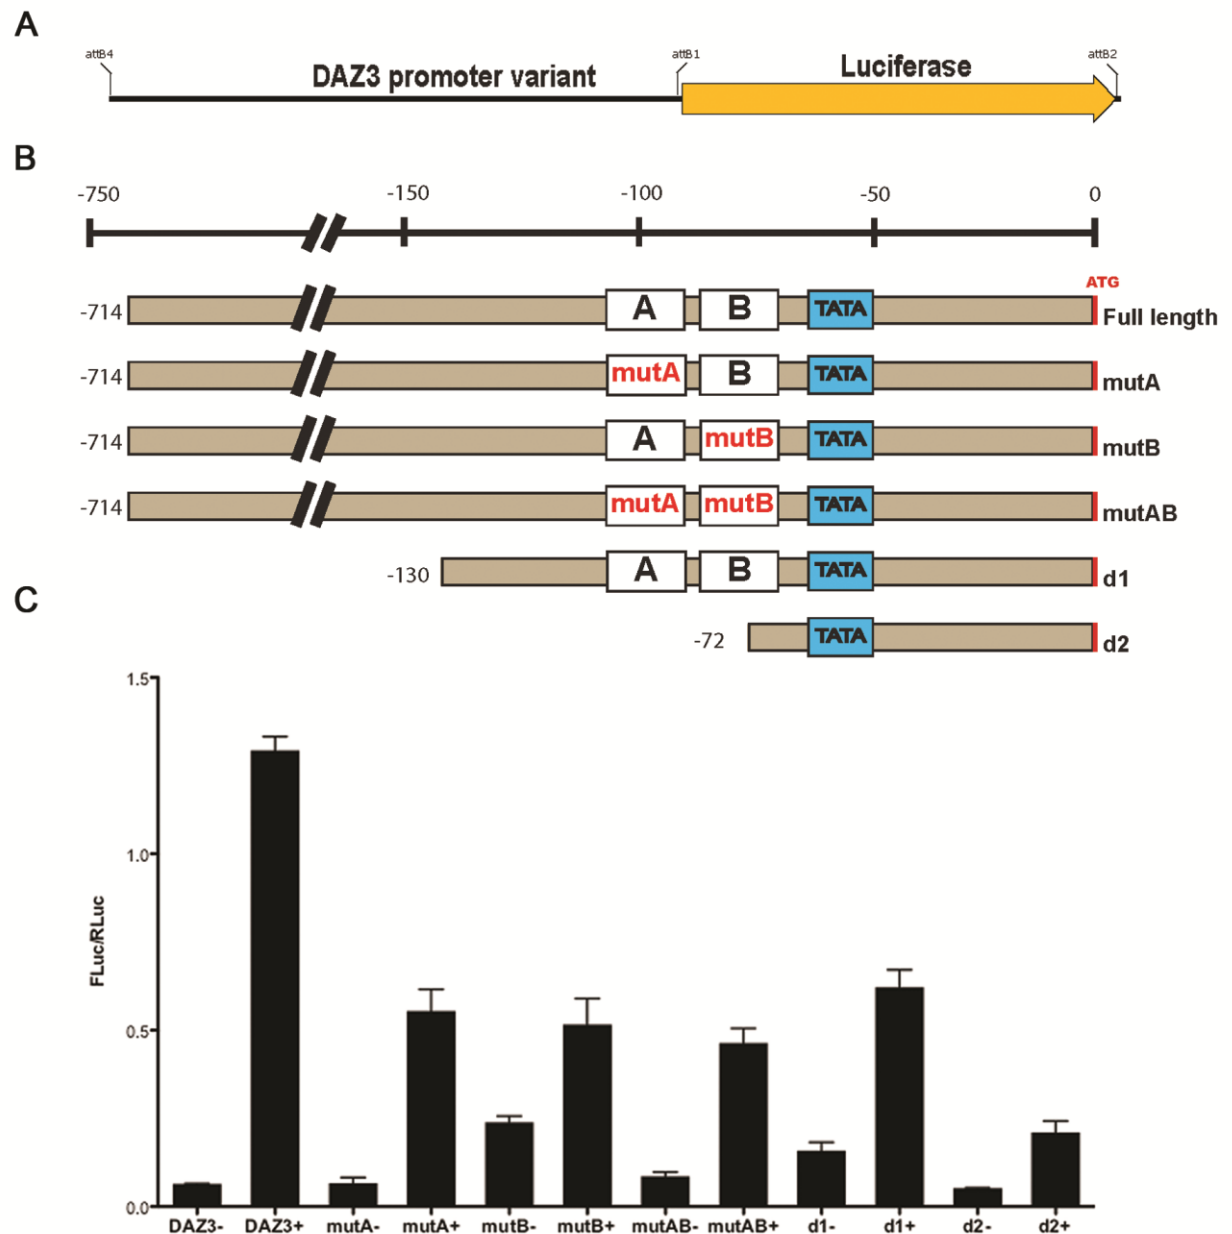 A
attB4
DAZ3 promoter variant
attB1
Luciferase
attB2
B
-750
-150
-100
-50
0
ATG
-714
A
B
TATA
Full length
-714
mutA
B
TATA
mutA
-714
A
mutB
TATA
mutB
-714
mutA
mutB
TATA
mutAB
-130
A
B
TATA
d1
C
-72
TATA
d2
1.5
1.0
0.5
0.0
FLuc/RLuc
DAZ3-
DAZ3+
mutA-
mutA+
mutB-
mutB+
mutAB-
mutAB+
d1-
d1+
d2-
d2+